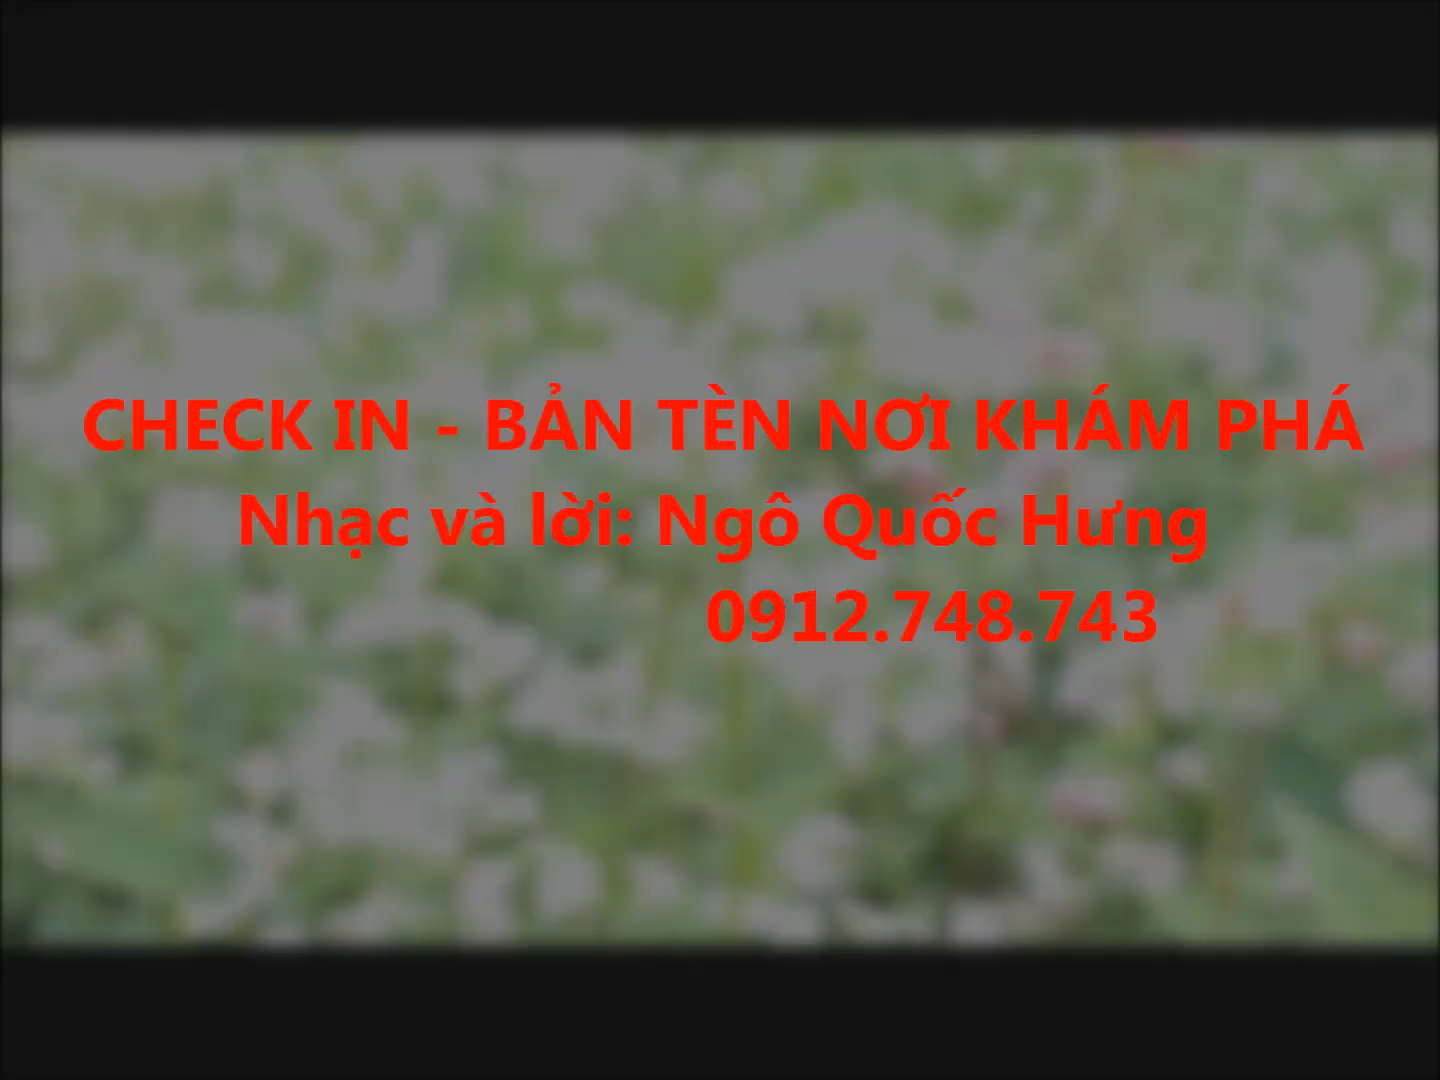 CHECK IN - BẢN TÈN NƠI KHÁM PHÁ
Nhạc và lời: Ngô Quốc Hưng
0912.748.743